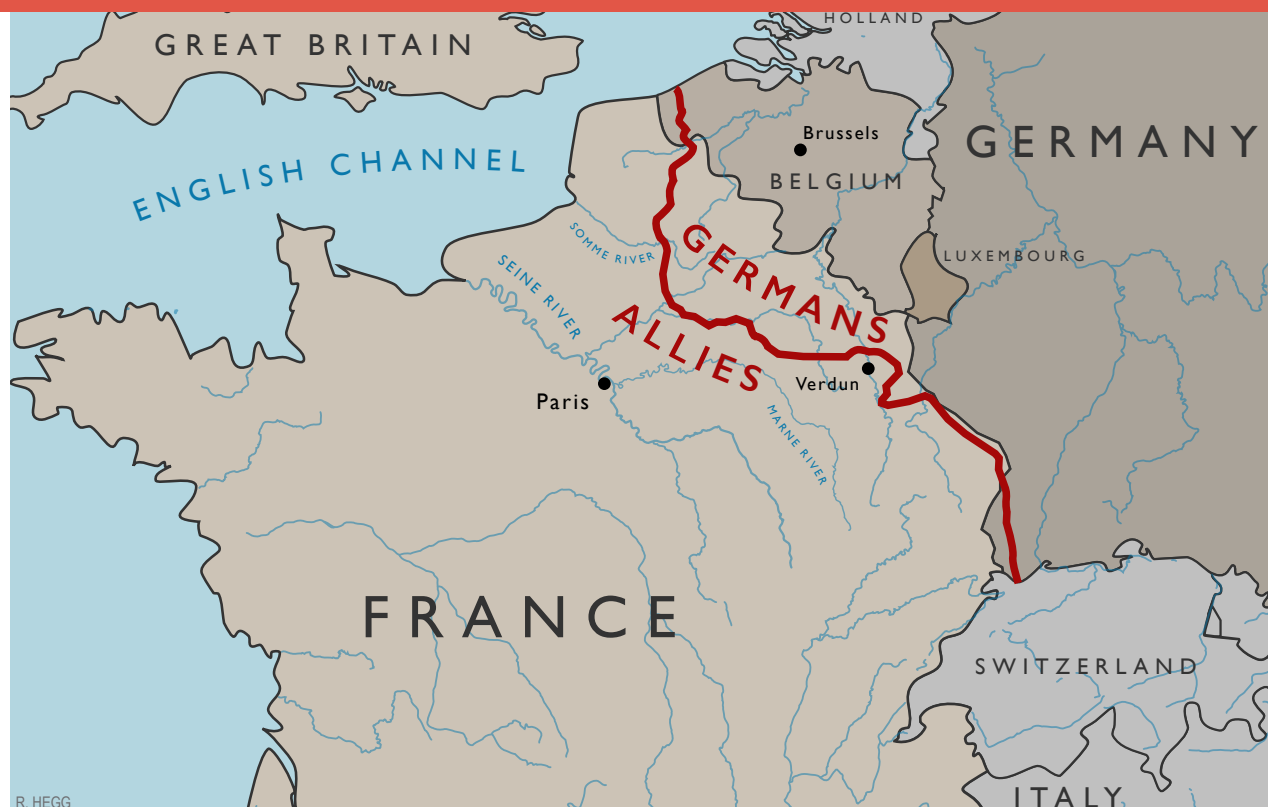 HOLLAND
GREAT BRITAIN
Brussels
GERMANY
ENGLISH CHANNEL
BELGIUM
SOMME RIVER
GERMANS
LUXEMBOURG
SEINE RIVER
ALLIES
Verdun
Paris
MARNE RIVER
FRANCE
SWITZERLAND
ITALY
R. HEGG